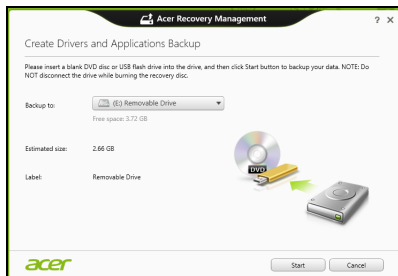 Acer Recovery Management
? ×
Create Drivers and Applications Backup
Please insert a blank DVD disc or USB flash drive into the drive, and then click Start button to backup your data. NOTE: Do
NOT disconnect the drive while burning the recovery disc.
Backup to:
(E:) Removable Drive
Free space: 3.72 GB
Estimated size:
2.66 GB
Label:
Removable Drive
DVD
acer
Start
Cancel